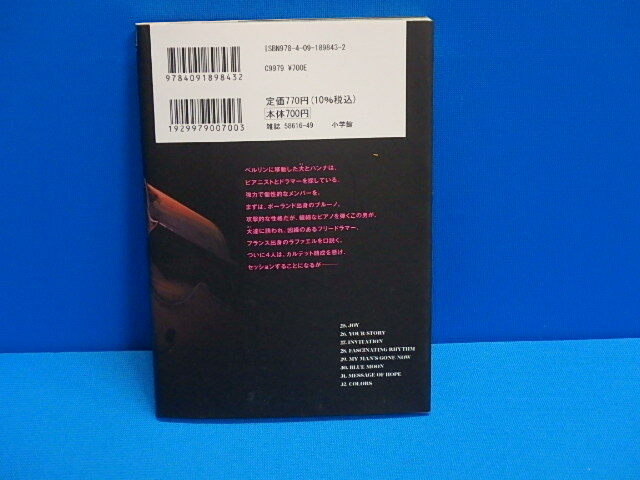 ISBN978-4-09-189843-2
C9979 ¥700E
9784091898432
定価770円(10%税込)
本体700円
雑誌 58616-49 小学館
1929979007003
ベルリンに移動した大とハンナは、
ピアニストとドラマーを探している。
強力で個性的なメンバーを。
まずは、ポーランド出身のブルーノ。
攻撃的な性格だが、繊細なピアノを弾くこの男が、
大達に誘われ、因縁のあるフリードラマー、
フランス出身のラファエルを口説く。
ついに4人は、カルテット結成を懸け、
セッションすることになるが――
25. JOY
26. YOUR STORY
27. INVITATION
28. FASCINATING RHYTHM
29. MY MAN'S GONE NOW
30. BLUE MOON
31. MESSAGE OF HOPE
32. COLORS